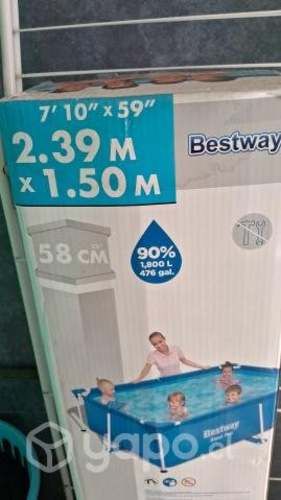 7' 10" x 59"
2.39 M
x 1.50 M
Bestway
58 CM
90%
1,800 L
476 gal.
Bestway
yapo.cl